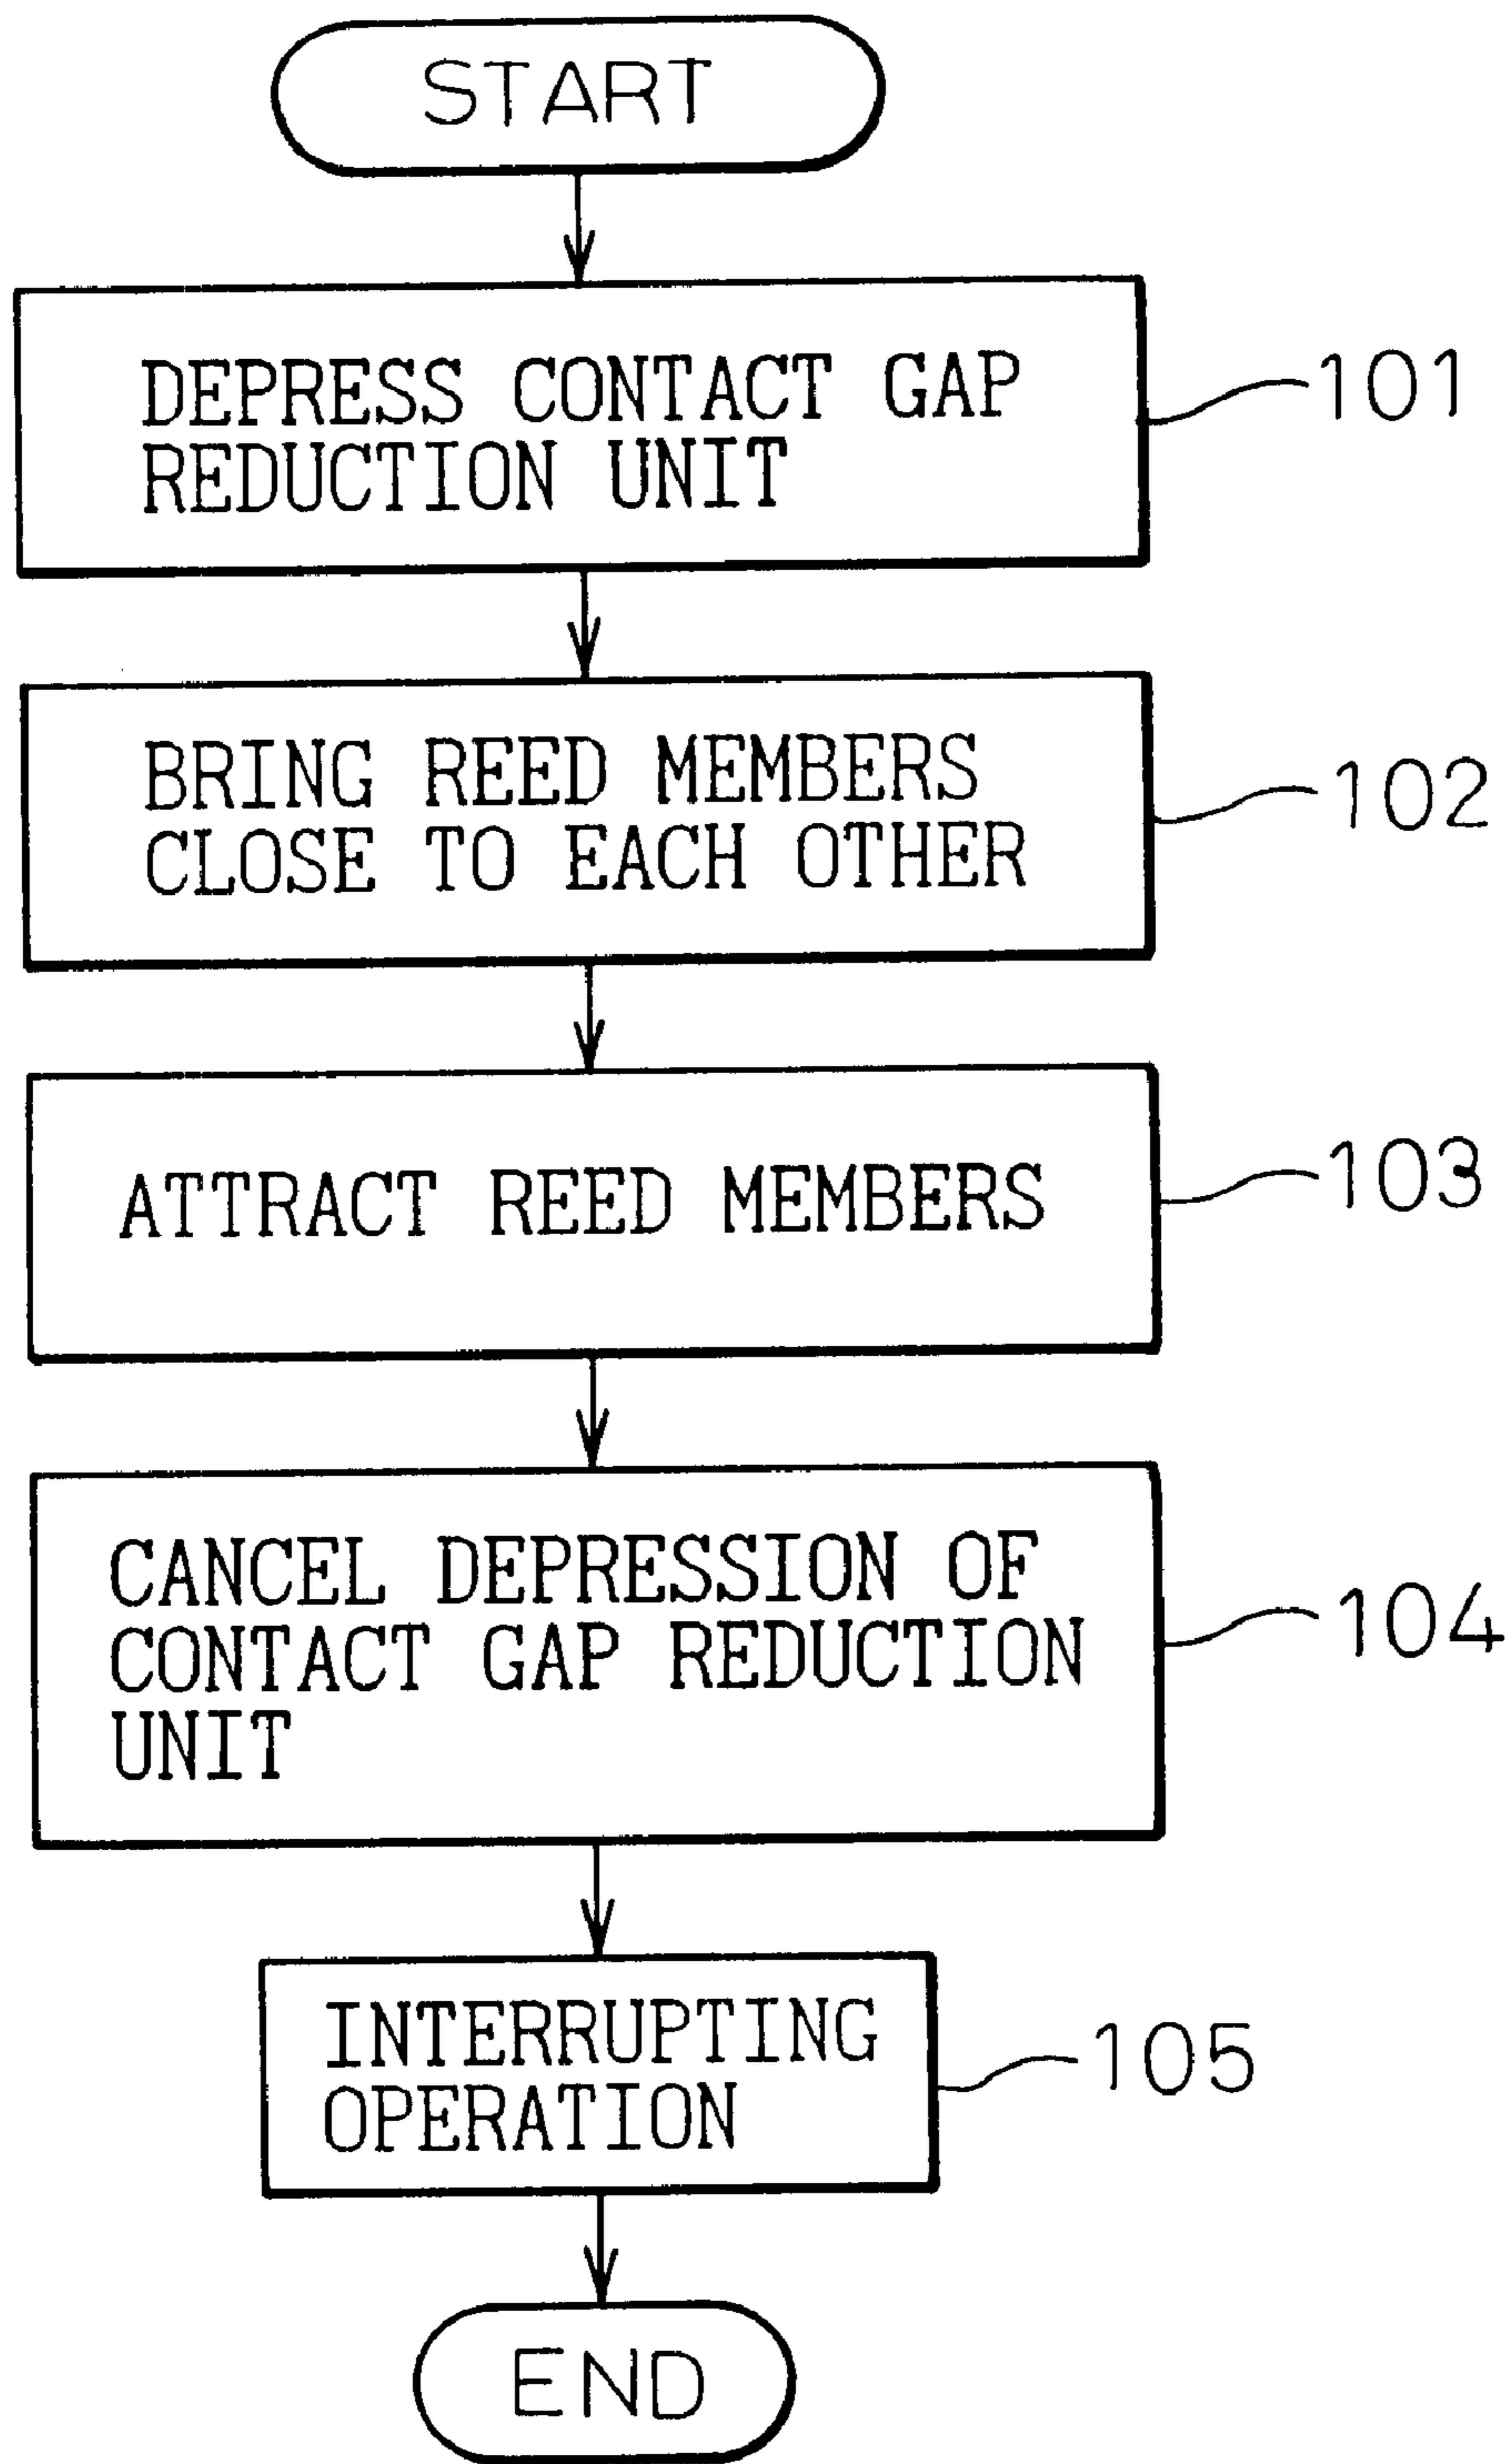 START
DEPRESS CONTACT GAP
REDUCTION UNIT
101
BRING REED MEMBERS
CLOSE TO EACH OTHER
102
ATTRACT REED MEMBERS
103
CANCEL DEPRESSION OF
CONTACT GAP REDUCTION
UNIT
104
INTERRUPTING
OPERATION
105
END